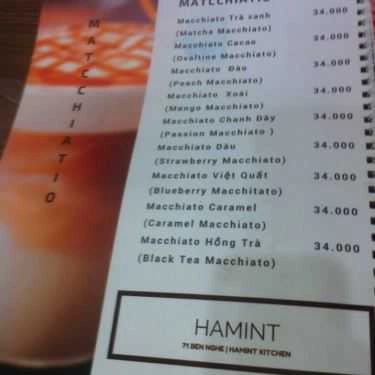 MATCCHIATIO
MATCCHIATIO
Macchiato Trà xanh 34.000
(Matcha Macchiato)
Macchiato Cacao 34.000
(Ovaltine Macchiato)
Macchiato Đào 34.000
(Peach Macchiato)
Macchiato Xoài 34.000
(Mango Macchiato)
Macchiato Chanh Dây 34.000
(Passion Macchiato )
Macchiato Dâu 34.000
(Strawberry Macchiato)
Macchiato Việt Quất 34.000
(Blueberry Macchitato)
Macchiato Caramel 34.000
(Caramel Macchiato)
Macchiato Hồng Trà 34.000
(Black Tea Macchiato)
HAMINT
71 BEN NGHE | HAMINT KITCHEN